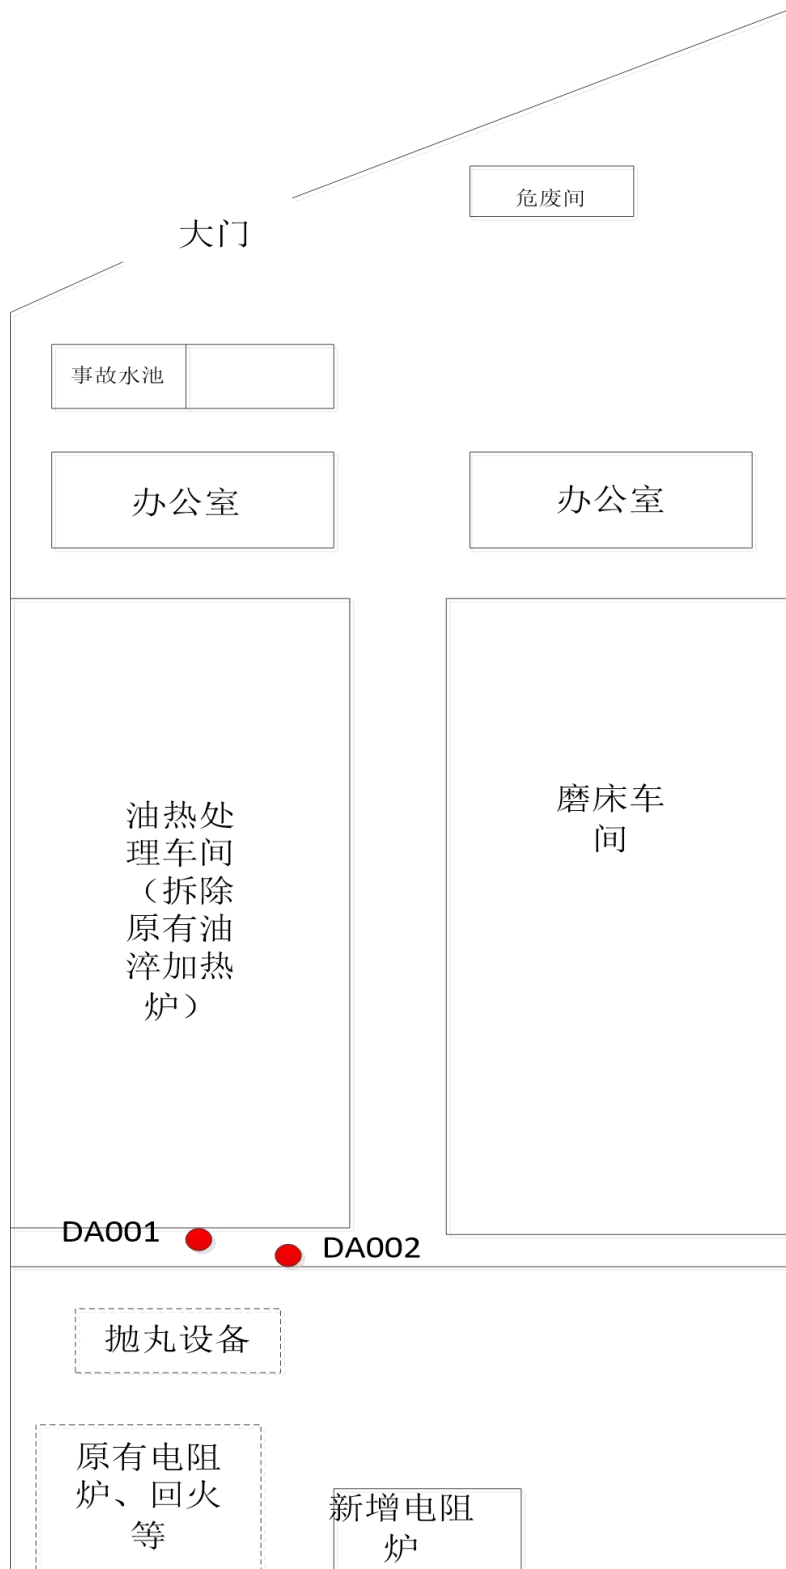 危废间
大门
事故水池
办公室
办公室
油热处
理车间
（拆除
原有油
淬加热
炉）
磨床车
间
DA001
DA002
抛丸设备
原有电阻
炉、回火
等
新增电阻
炉